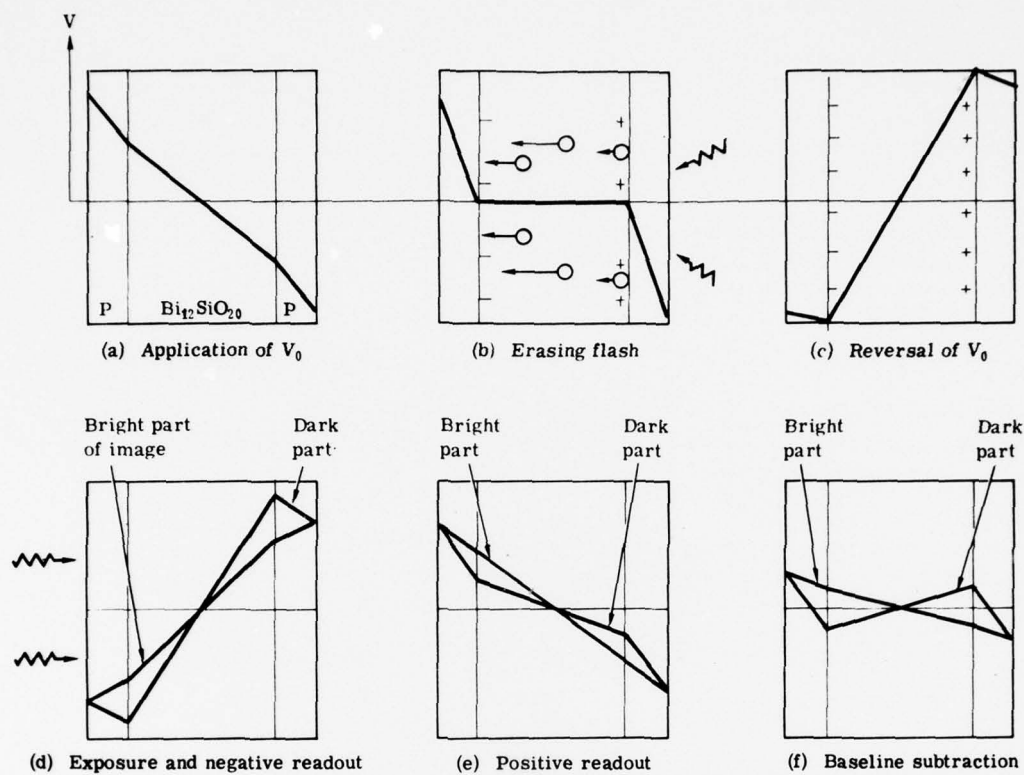 V
P Bi₁₂SiO₂₀ P
(a) Application of V₀
(b) Erasing flash
(c) Reversal of V₀
Bright part
of image
Dark
part
Bright
part
Dark
part
Bright
part
Dark
part
(d) Exposure and negative readout
(e) Positive readout
(f) Baseline subtraction